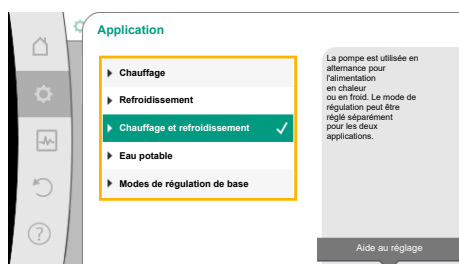 Application
Chauffage
Refroidissement
Chauffage et refroidissement
Eau potable
Modes de régulation de base
La pompe est utilisée en
alternance pour
l'alimentation
en chaleur
ou en froid. Le mode de
régulation peut être
réglé séparément
pour les deux
applications.
Aide au réglage